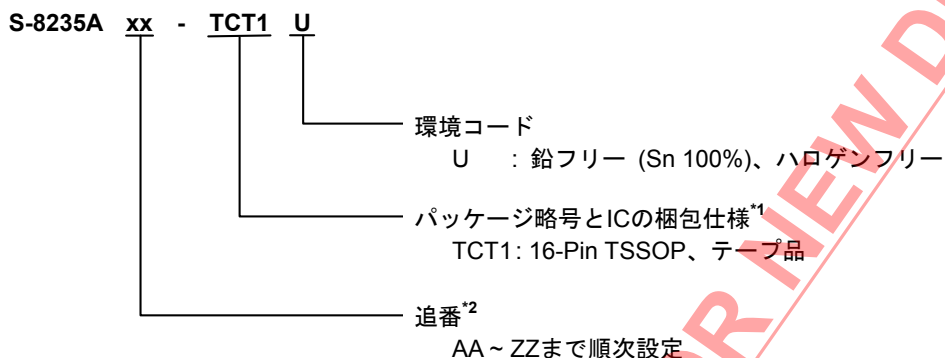 S-8235A xx - TCT1 U
環境コード
U : 鉛フリー (Sn 100%)、ハロゲンフリー
パッケージ略号とICの梱包仕様*1
TCT1 : 16-Pin TSSOP、テープ品
追番*2
AA ~ ZZまで順次設定
R NEW D